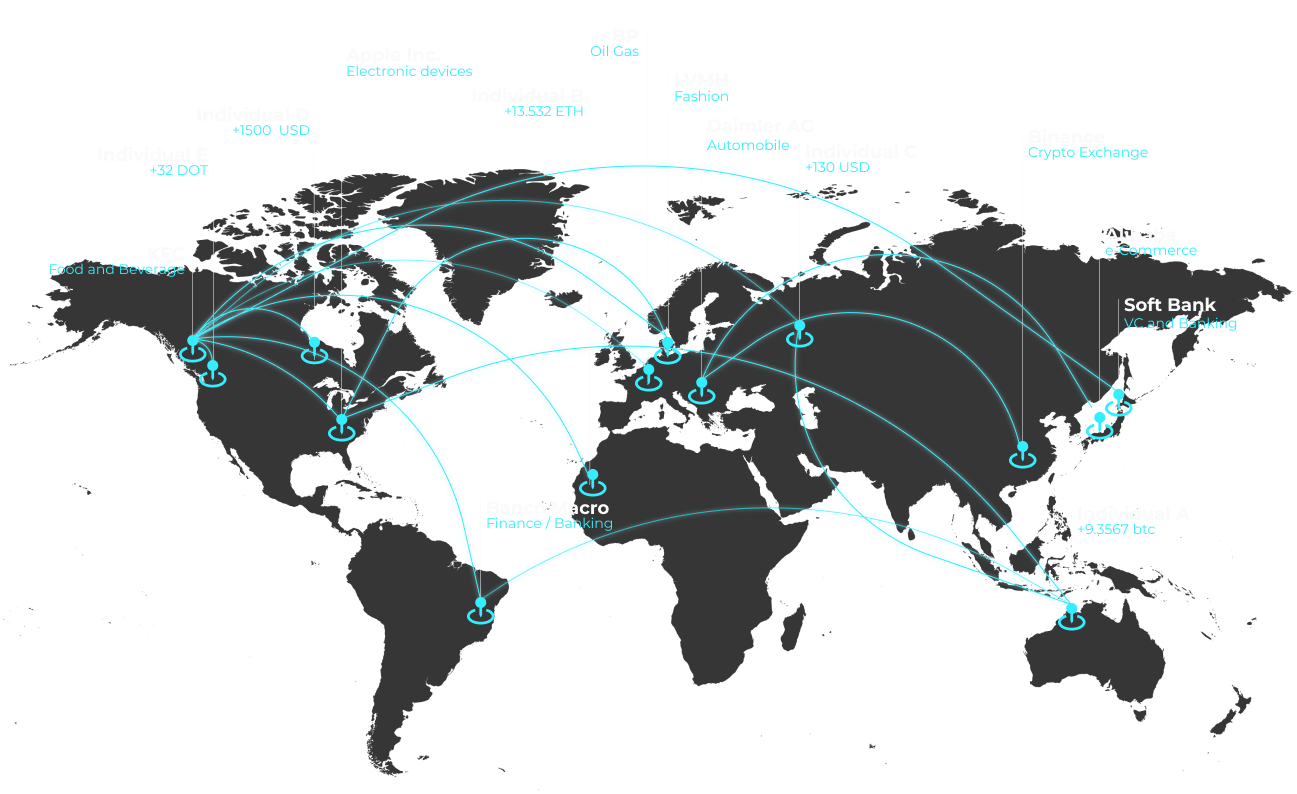 BP
Oil Gas
Apple Inc.
Electronic devices
LVMH
Fashion
Individual B
+13.532 ETH
Individual D
+1500 USD
Daimler AG
Automobile
Binance
Crypto Exchange
Individual E
+32 DOT
Individual C
+130 USD
KFC
Food and Beverage
e-Commerce
Soft Bank
VC and Banking
Banco Macro
Finance / Banking
Individual A
+9.3567 btc